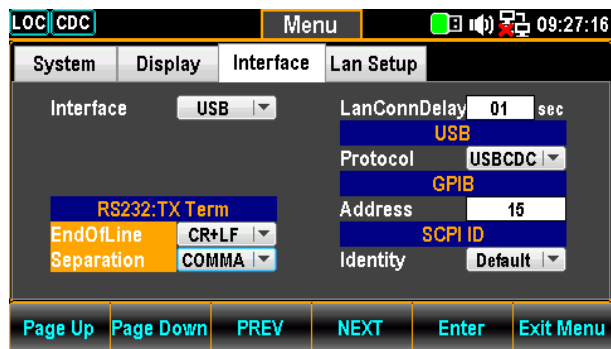 LOC CDC Menu 09:27:16
System Display Interface Lan Setup
Interface USB LanConnDelay 01 sec
USB
Protocol USBCDC
GPIB
RS232:TX Term Address 15
EndOfLine CR+LF SCPI ID
Separation COMMA Identity Default
Page Up Page Down PREV NEXT Enter Exit Menu